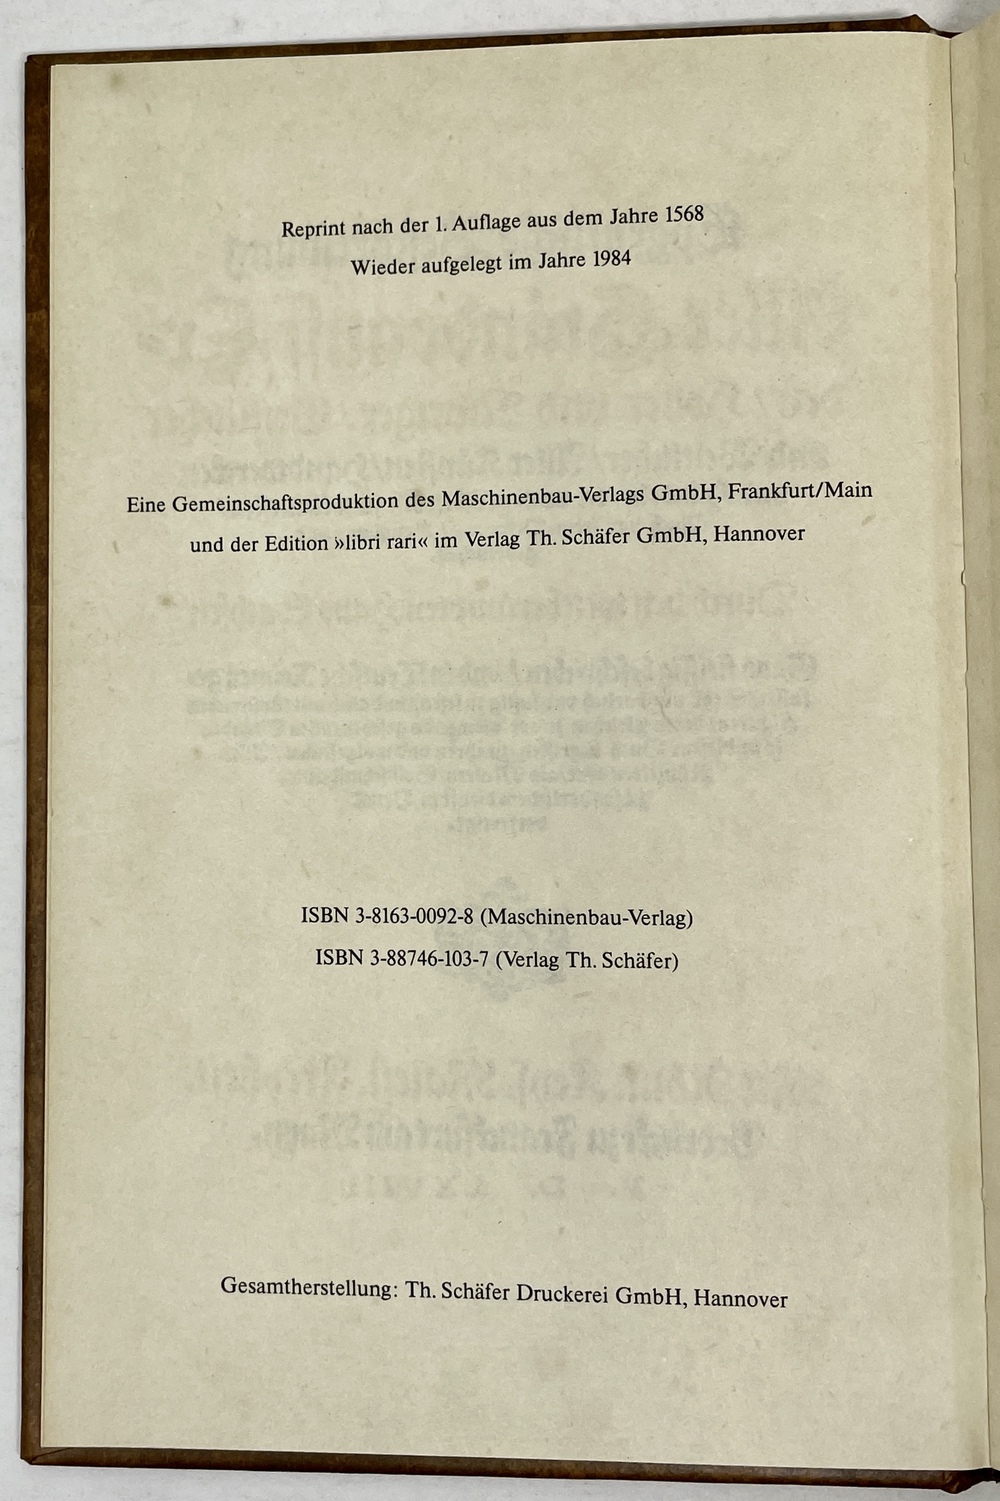 Reprint nach der 1. Auflage aus dem Jahre 1568
Wieder aufgelegt im Jahre 1984
Eine Gemeinschaftsproduktion des Maschinenbau-Verlags GmbH, Frankfurt/Main
und der Edition »libri rari« im Verlag Th. Schäfer GmbH, Hannover
ISBN 3-8163-0092-8 (Maschinenbau-Verlag)
ISBN 3-88746-103-7 (Verlag Th. Schäfer)
Gesamtherstellung: Th. Schäfer Druckerei GmbH, Hannover